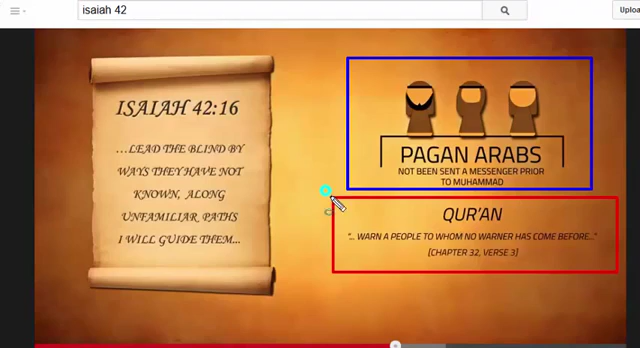 isaiah 42
Uploa
ISAIAH 42:16
...LEAD THE BLIND BY
WAYS THEY HAVE NOT
KNOWN, ALONG
UNFAMILIAR PATHS
I WILL GUIDE THEM...
PAGAN ARABS
NOT BEEN SENT A MESSENGER PRIOR
TO MUHAMMAD
QUR'AN
"... WARN A PEOPLE TO WHOM NO WARNER HAS COME BEFORE..."
[CHAPTER 32, VERSE 3]